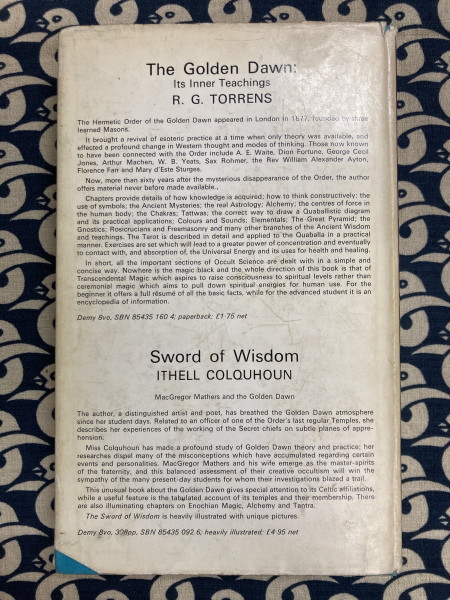 The Golden Dawn:
Its Inner Teachings
R. G. TORRENS
The Hermetic Order of the Golden Dawn appeared in London in 1877, founded by three
learned Masons.
It brought a revival of esoteric practice at a time when only theory was available, and
effected a profound change in Western thought and modes of thinking. Those now known
to have been connected with the Order include A. E. Waite, Dion Fortune, George Cecil
Jones, Arthur Machen, W. B. Yeats, Sax Rohmer, the Rev William Alexander Ayton,
Florence Farr and Mary d'Este Sturges.
Now, more than sixty years after the mysterious disappearance of the Order, the author
offers material never before made available.,
Chapters provide details of how knowledge is acquired; how to think constructively; the
use of symbols; the Ancient Mysteries; the real Astrology; Alchemy; the centres of force in
the human body; the Chakras; Tattwas; the correct way to draw a Quaballistic diagram
and its practical applications; Colours and Sounds; Elementals; The Great Pyramid; the
Gnostics; Rosicrucians and Freemasonry and many other branches of the Ancient Wisdom
and teachings. The Tarot is described in detail and applied to the Quaballa in a practical
manner. Exercises are set which will lead to a greater power of concentration and eventually
to contact with, and absorption of, the Universal Energy and its uses for health and healing.
In short, all the important sections of Occult Science are dealt with in a simple and
concise way. Nowhere is the magic black and the whole direction of this book is that of
Transcendental Magic which aspires to raise consciousness to spiritual levels rather than
ceremonial magic which aims to pull down spiritual energies for human use. For the
beginner it offers a full résumé of all the basic facts, while for the advanced student it is an
encyclopedia of information.
Demy 8vo, SBN 85435 160 4; paperback; £1·75 net
Sword of Wisdom
ITHELL COLQUHOUN
MacGregor Mathers and the Golden Dawn
The author, a distinguished artist and poet, has breathed the Golden Dawn atmosphere
since her student days. Related to an officer of one of the Order's last regular Temples, she
describes her experiences of the working of the Secret chiefs on subtle planes of appre-
hension.
Miss Colquhoun has made a profound study of Golden Dawn theory and practice; her
researches dispel many of the misconceptions which have accumulated regarding certain
events and personalities. MacGregor Mathers and his wife emerge as the master-spirits
of the fraternity, and this balanced assessment of their creative occultism will win the
sympathy of the many present-day students for whom their investigations blazed a trail.
This unusual book about the Golden Dawn gives special attention to its Celtic affiliations,
while a useful feature is the tabulated account of its temples and their membership. There
are also illuminating chapters on Enochian Magic, Alchemy and Tantra.
The Sword of Wisdom is heavily illustrated with unique pictures.
Demy 8vo, 308pp, SBN 85435 092 6; heavily illustrated; £4·95 net